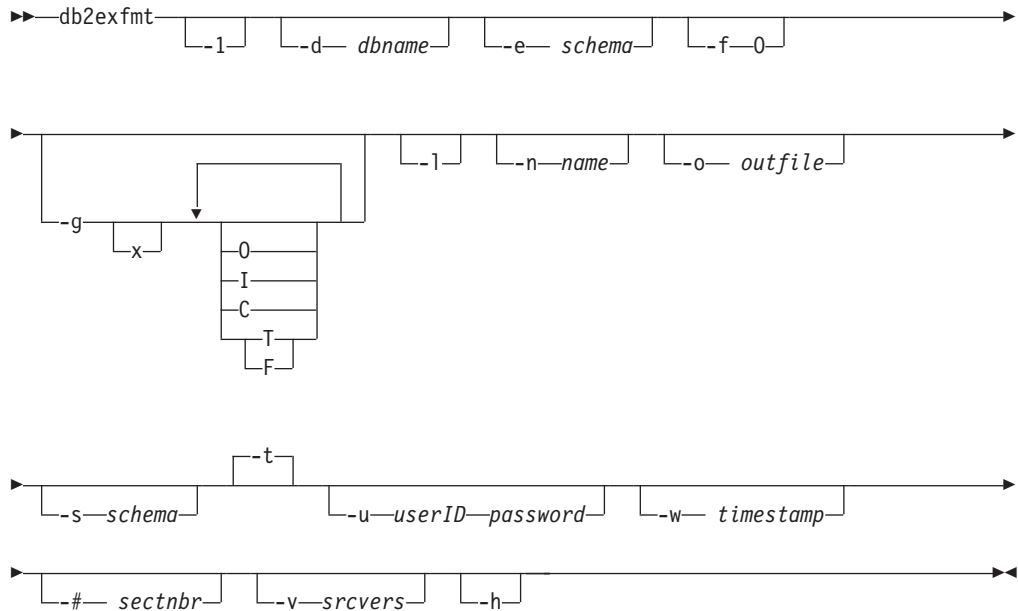 db2exfmt -1 -d dbname -e schema -f O
-g x O I C T F -l -n name -o outfile
-t
-s schema -u userID password -w timestamp
-# sectnbr -v srcvers -h